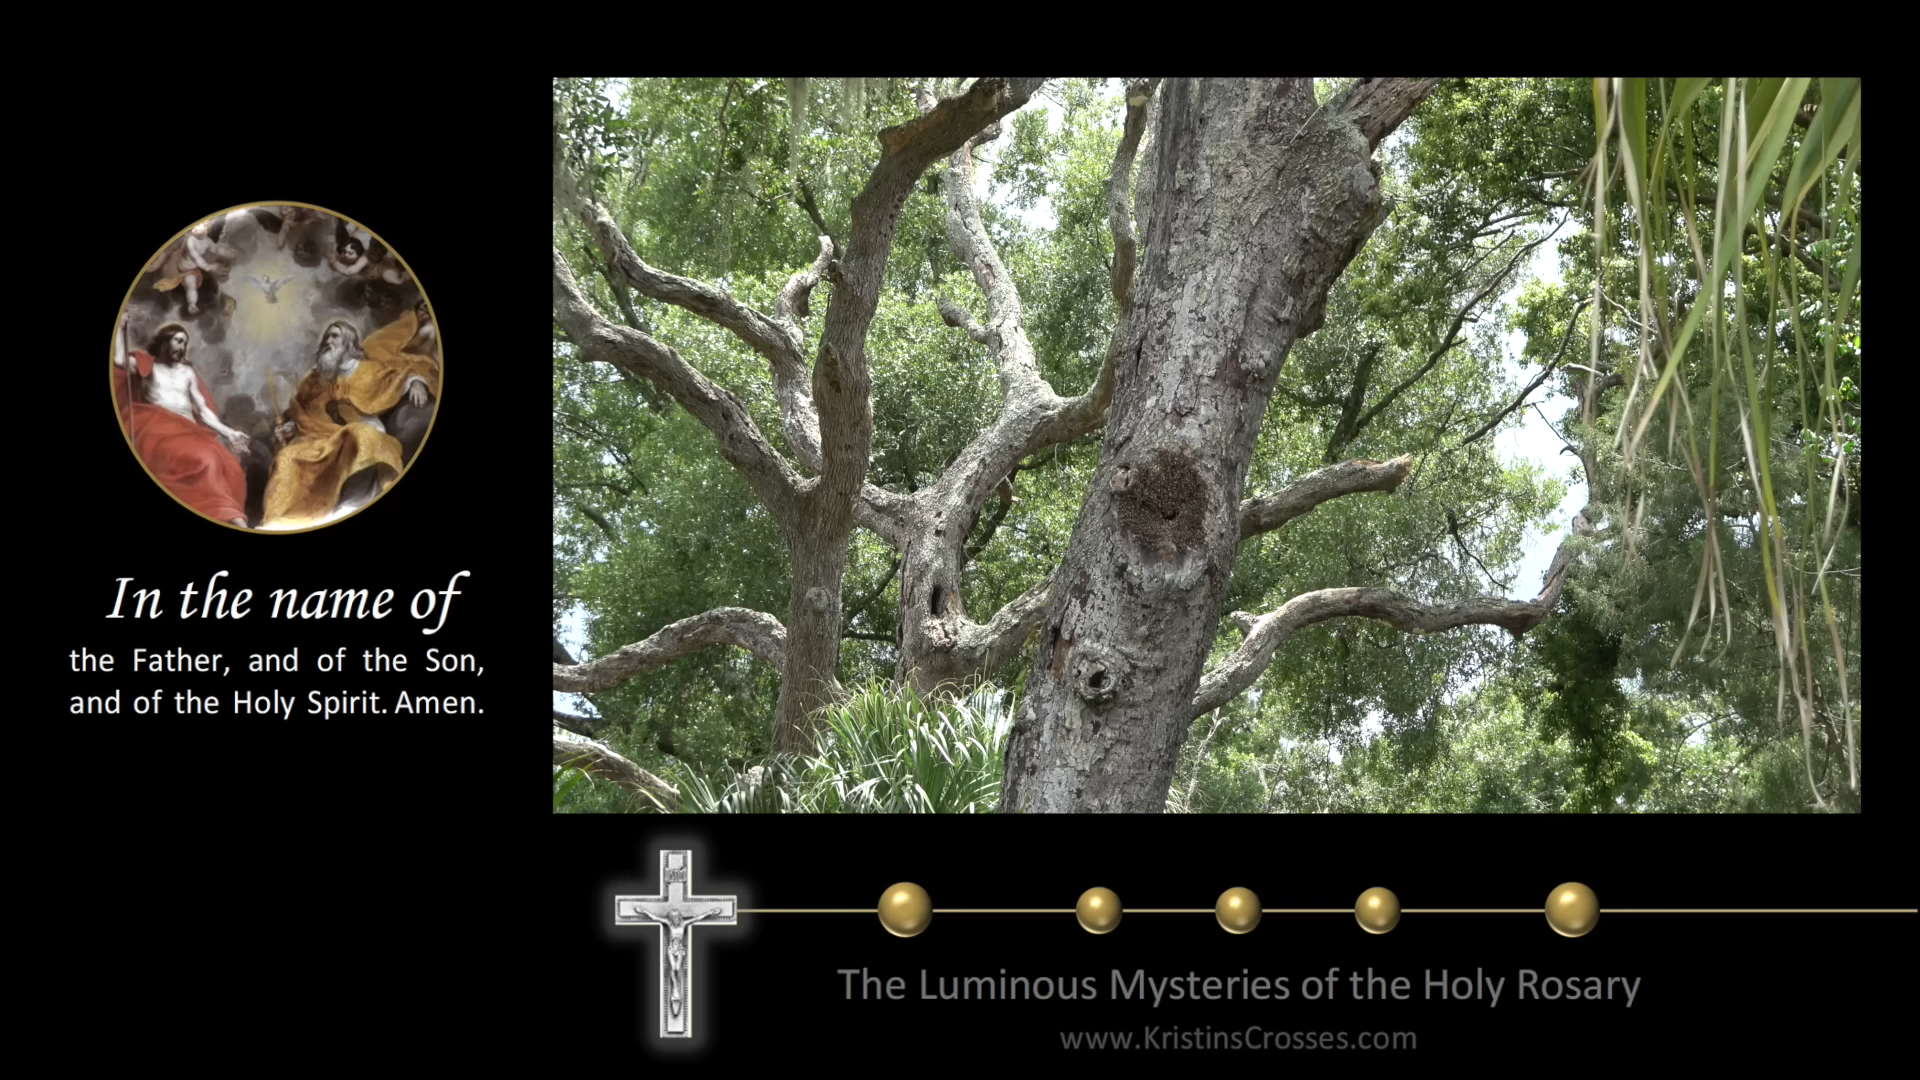 In the name of
the Father, and of the Son,
and of the Holy Spirit. Amen.
The Luminous Mysteries of the Holy Rosary
www.KristinsCrosses.com